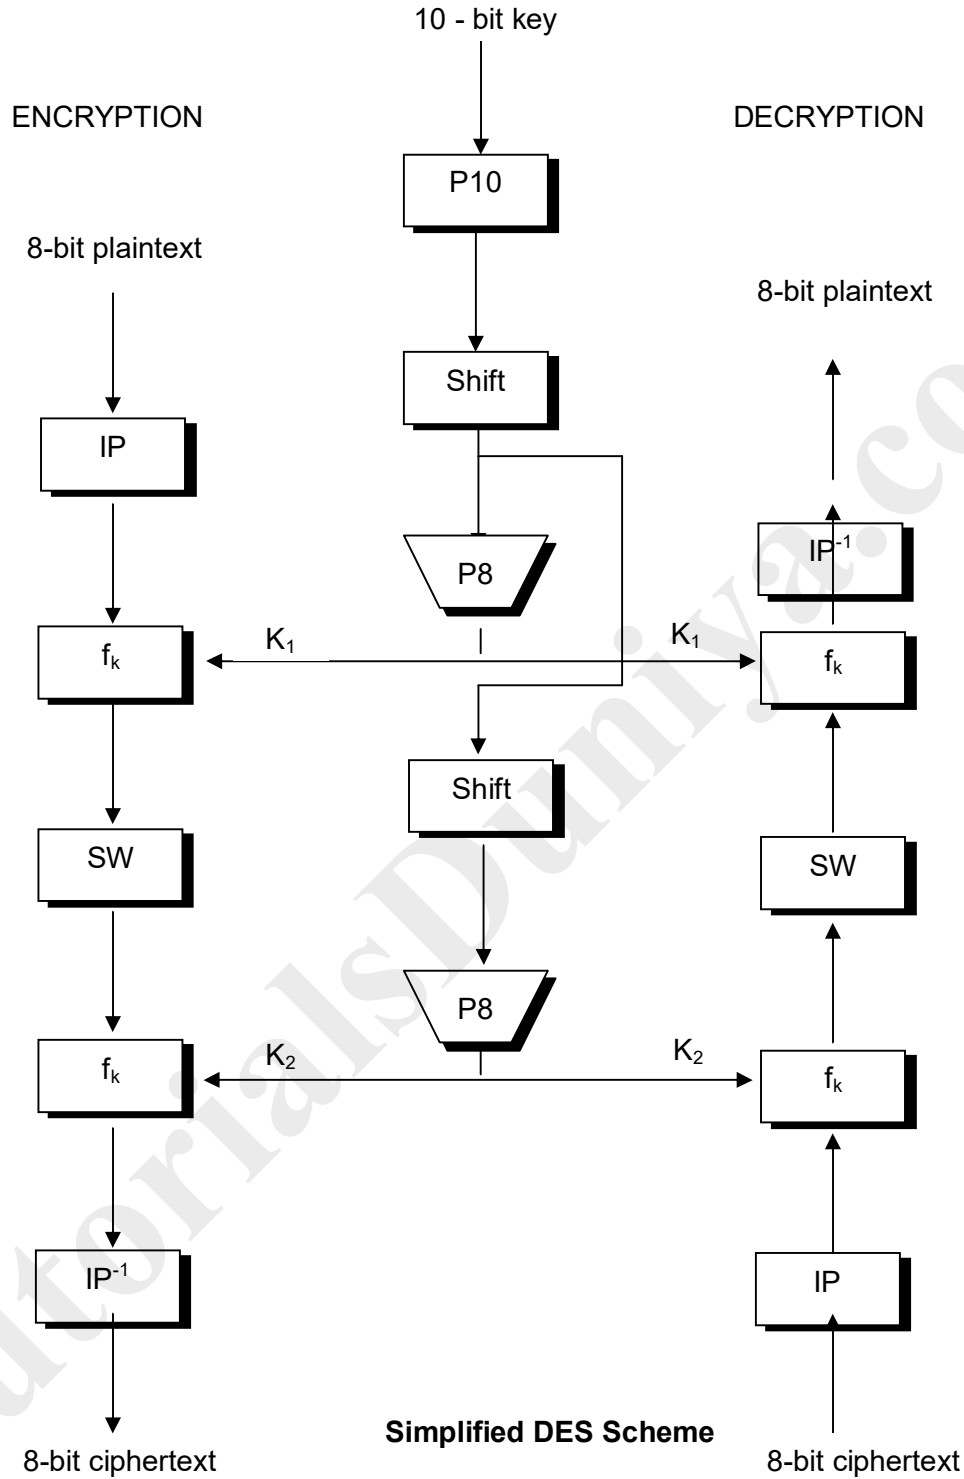 10 - bit key
ENCRYPTION
DECRYPTION
P10
8-bit plaintext
8-bit plaintext
Shift
IP
IP-1
P8
K1
K1
fk
fk
Shift
SW
SW
P8
K2
K2
fk
fk
IP-1
IP
Simplified DES Scheme
8-bit ciphertext
8-bit ciphertext
utorialsDuniya.co